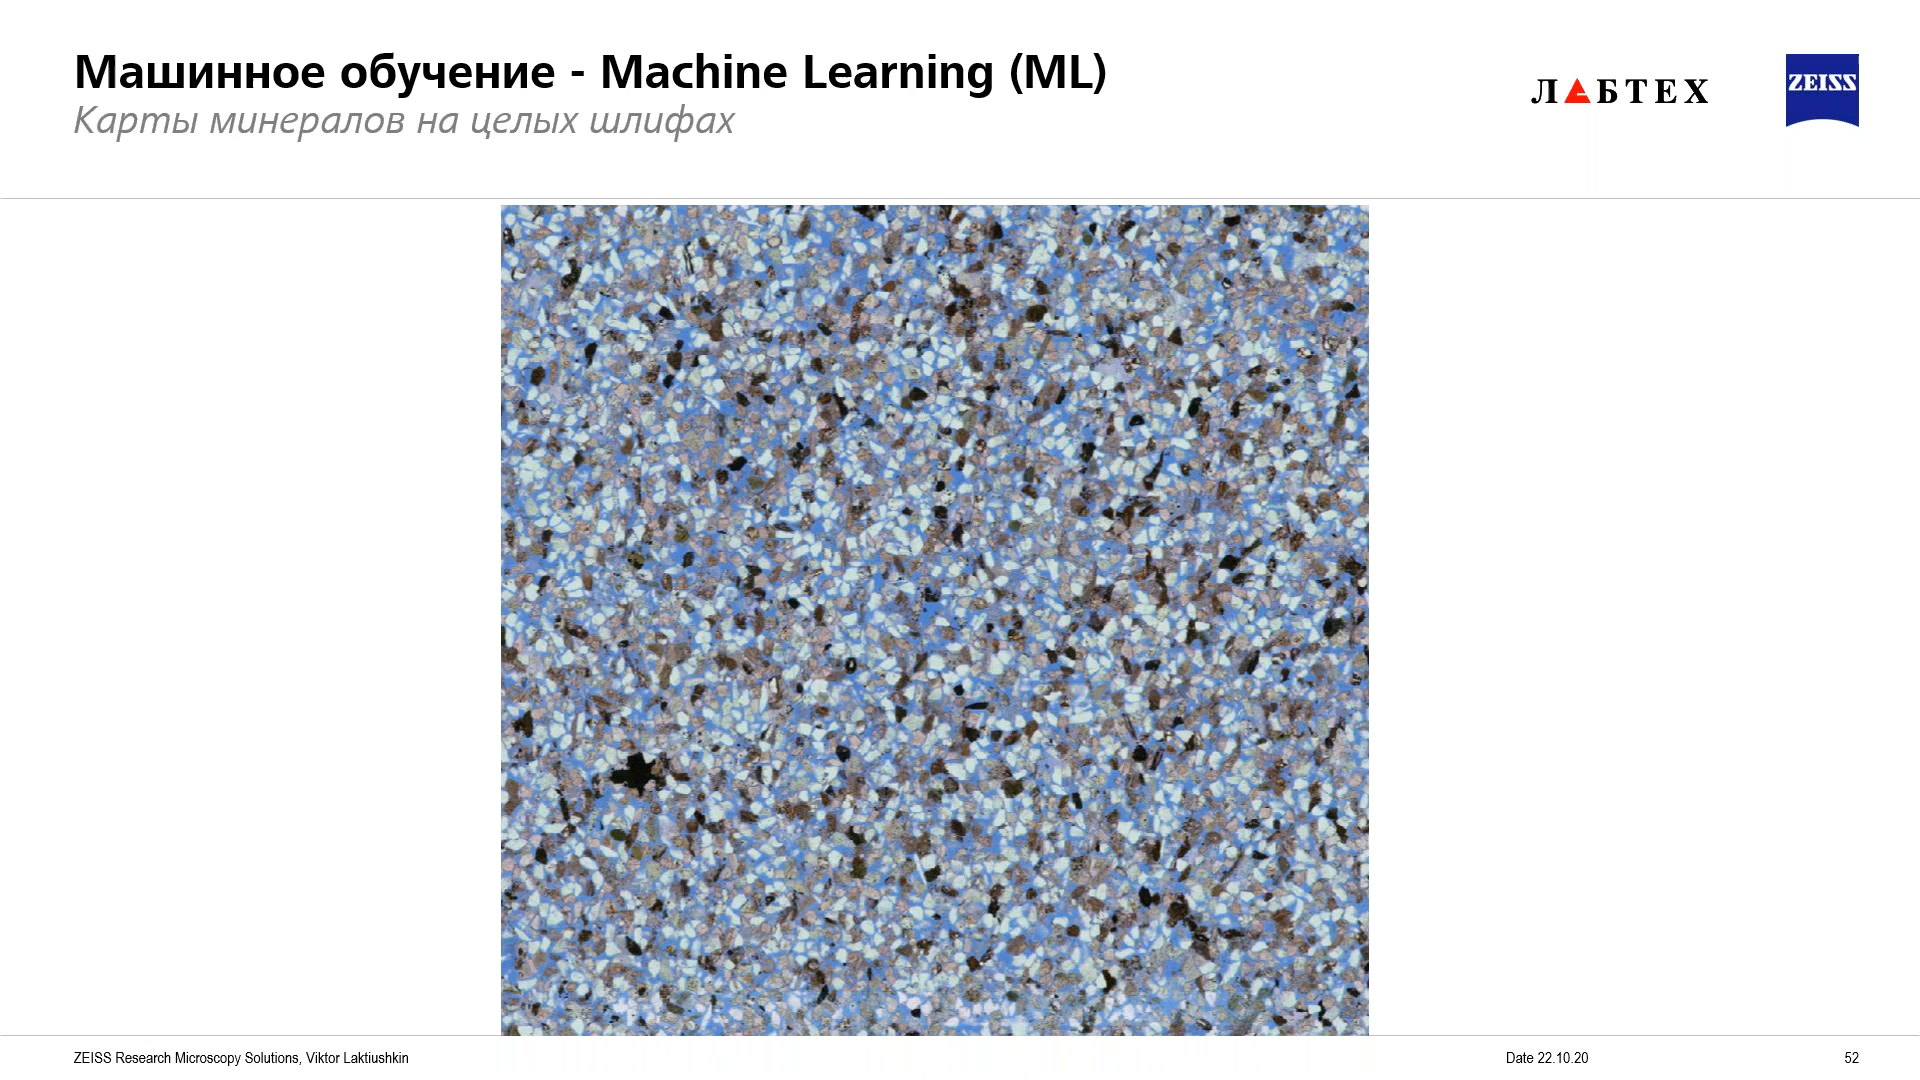 Машинное обучение - Machine Learning (ML)
Карты минералов на целых шлифах
ЛАБТЕХ
ZEISS
ZEISS Research Microscopy Solutions, Viktor Laktiushkin
Date 22.10.20
52